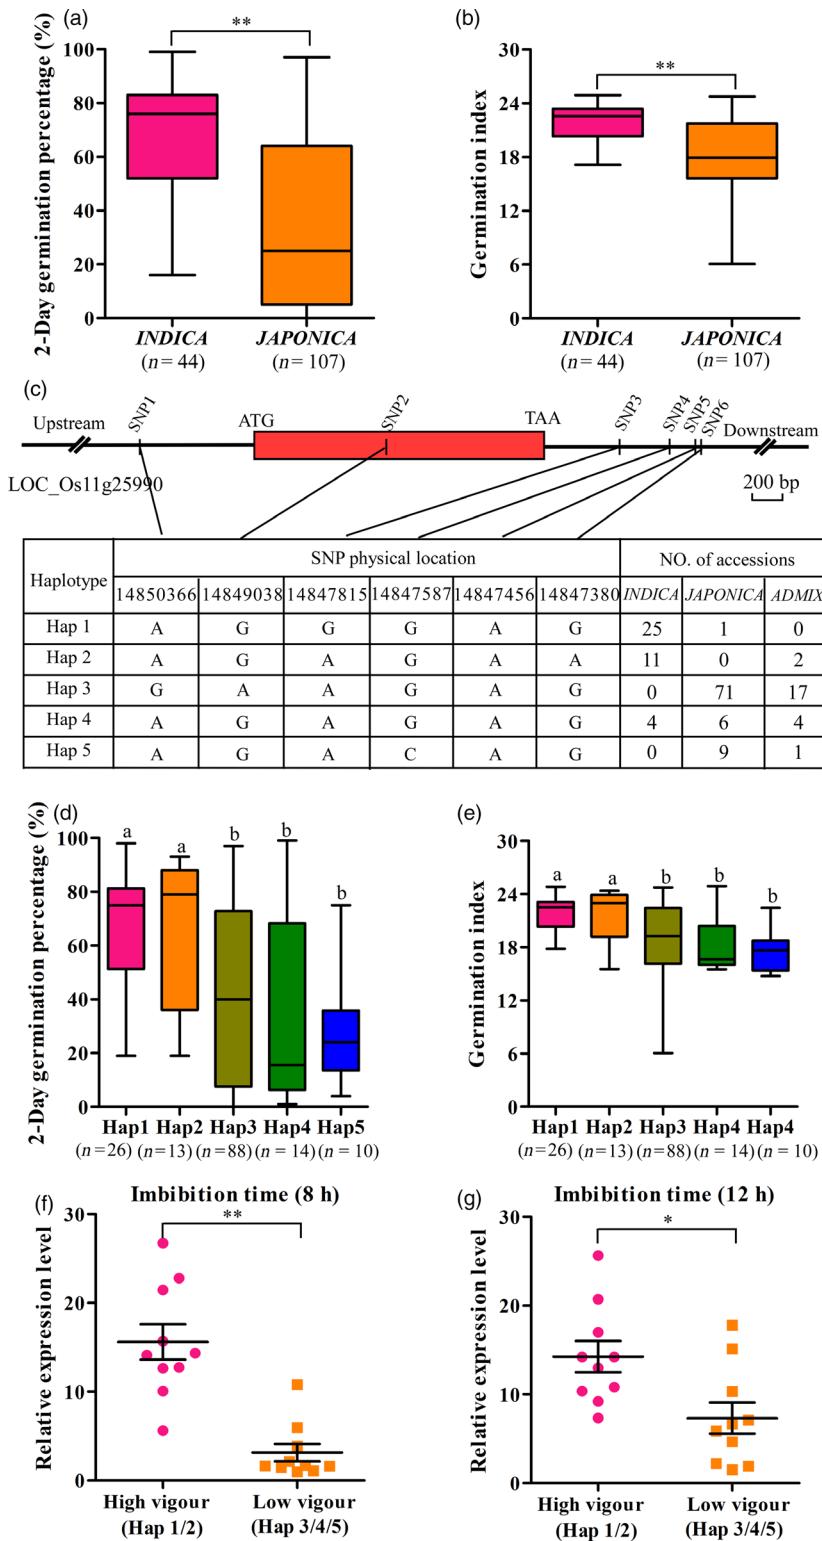 (a)
**
2-Day germination percentage (%)
100
80
60
40
20
0
INDICA
JAPONICA
(n = 44)
(n = 107)
(b)
**
Germination index
30
24
18
12
6
0
INDICA
JAPONICA
(n = 44)
(n = 107)
(c)
Upstream
SNP1
ATG
SNP2
TAA
SNP3
SNP4
SNP5
SNP6
Downstream
LOC_Os11g25990
200 bp
Haplotype SNP physical location NO. of accessions
14850366 14849038 14847815 14847587 14847456 14847380 INDICA JAPONICA ADMIX
Hap 1 A G G G A G 25 1 0
Hap 2 A G A G A A 11 0 2
Hap 3 G A A G A G 0 71 17
Hap 4 A G A G A G 4 6 4
Hap 5 A G A C A G 0 9 1
(d)
2-Day germination percentage (%)
100
80
60
40
20
0
a a b b b
Hap1 Hap2 Hap3 Hap4 Hap5
(n = 26) (n = 13) (n = 88) (n = 14) (n = 10)
(e)
Germination index
30
24
18
12
6
0
a a b b b
Hap1 Hap2 Hap3 Hap4 Hap4
(n = 26) (n = 13) (n = 88) (n = 14) (n = 10)
(f)
Imbibition time (8 h)
**
Relative expression level
30
20
10
0
High vigour
(Hap 1/2)
Low vigour
(Hap 3/4/5)
(g)
Imbibition time (12 h)
*
Relative expression level
30
20
10
0
High vigour
(Hap 1/2)
Low vigour
(Hap 3/4/5)